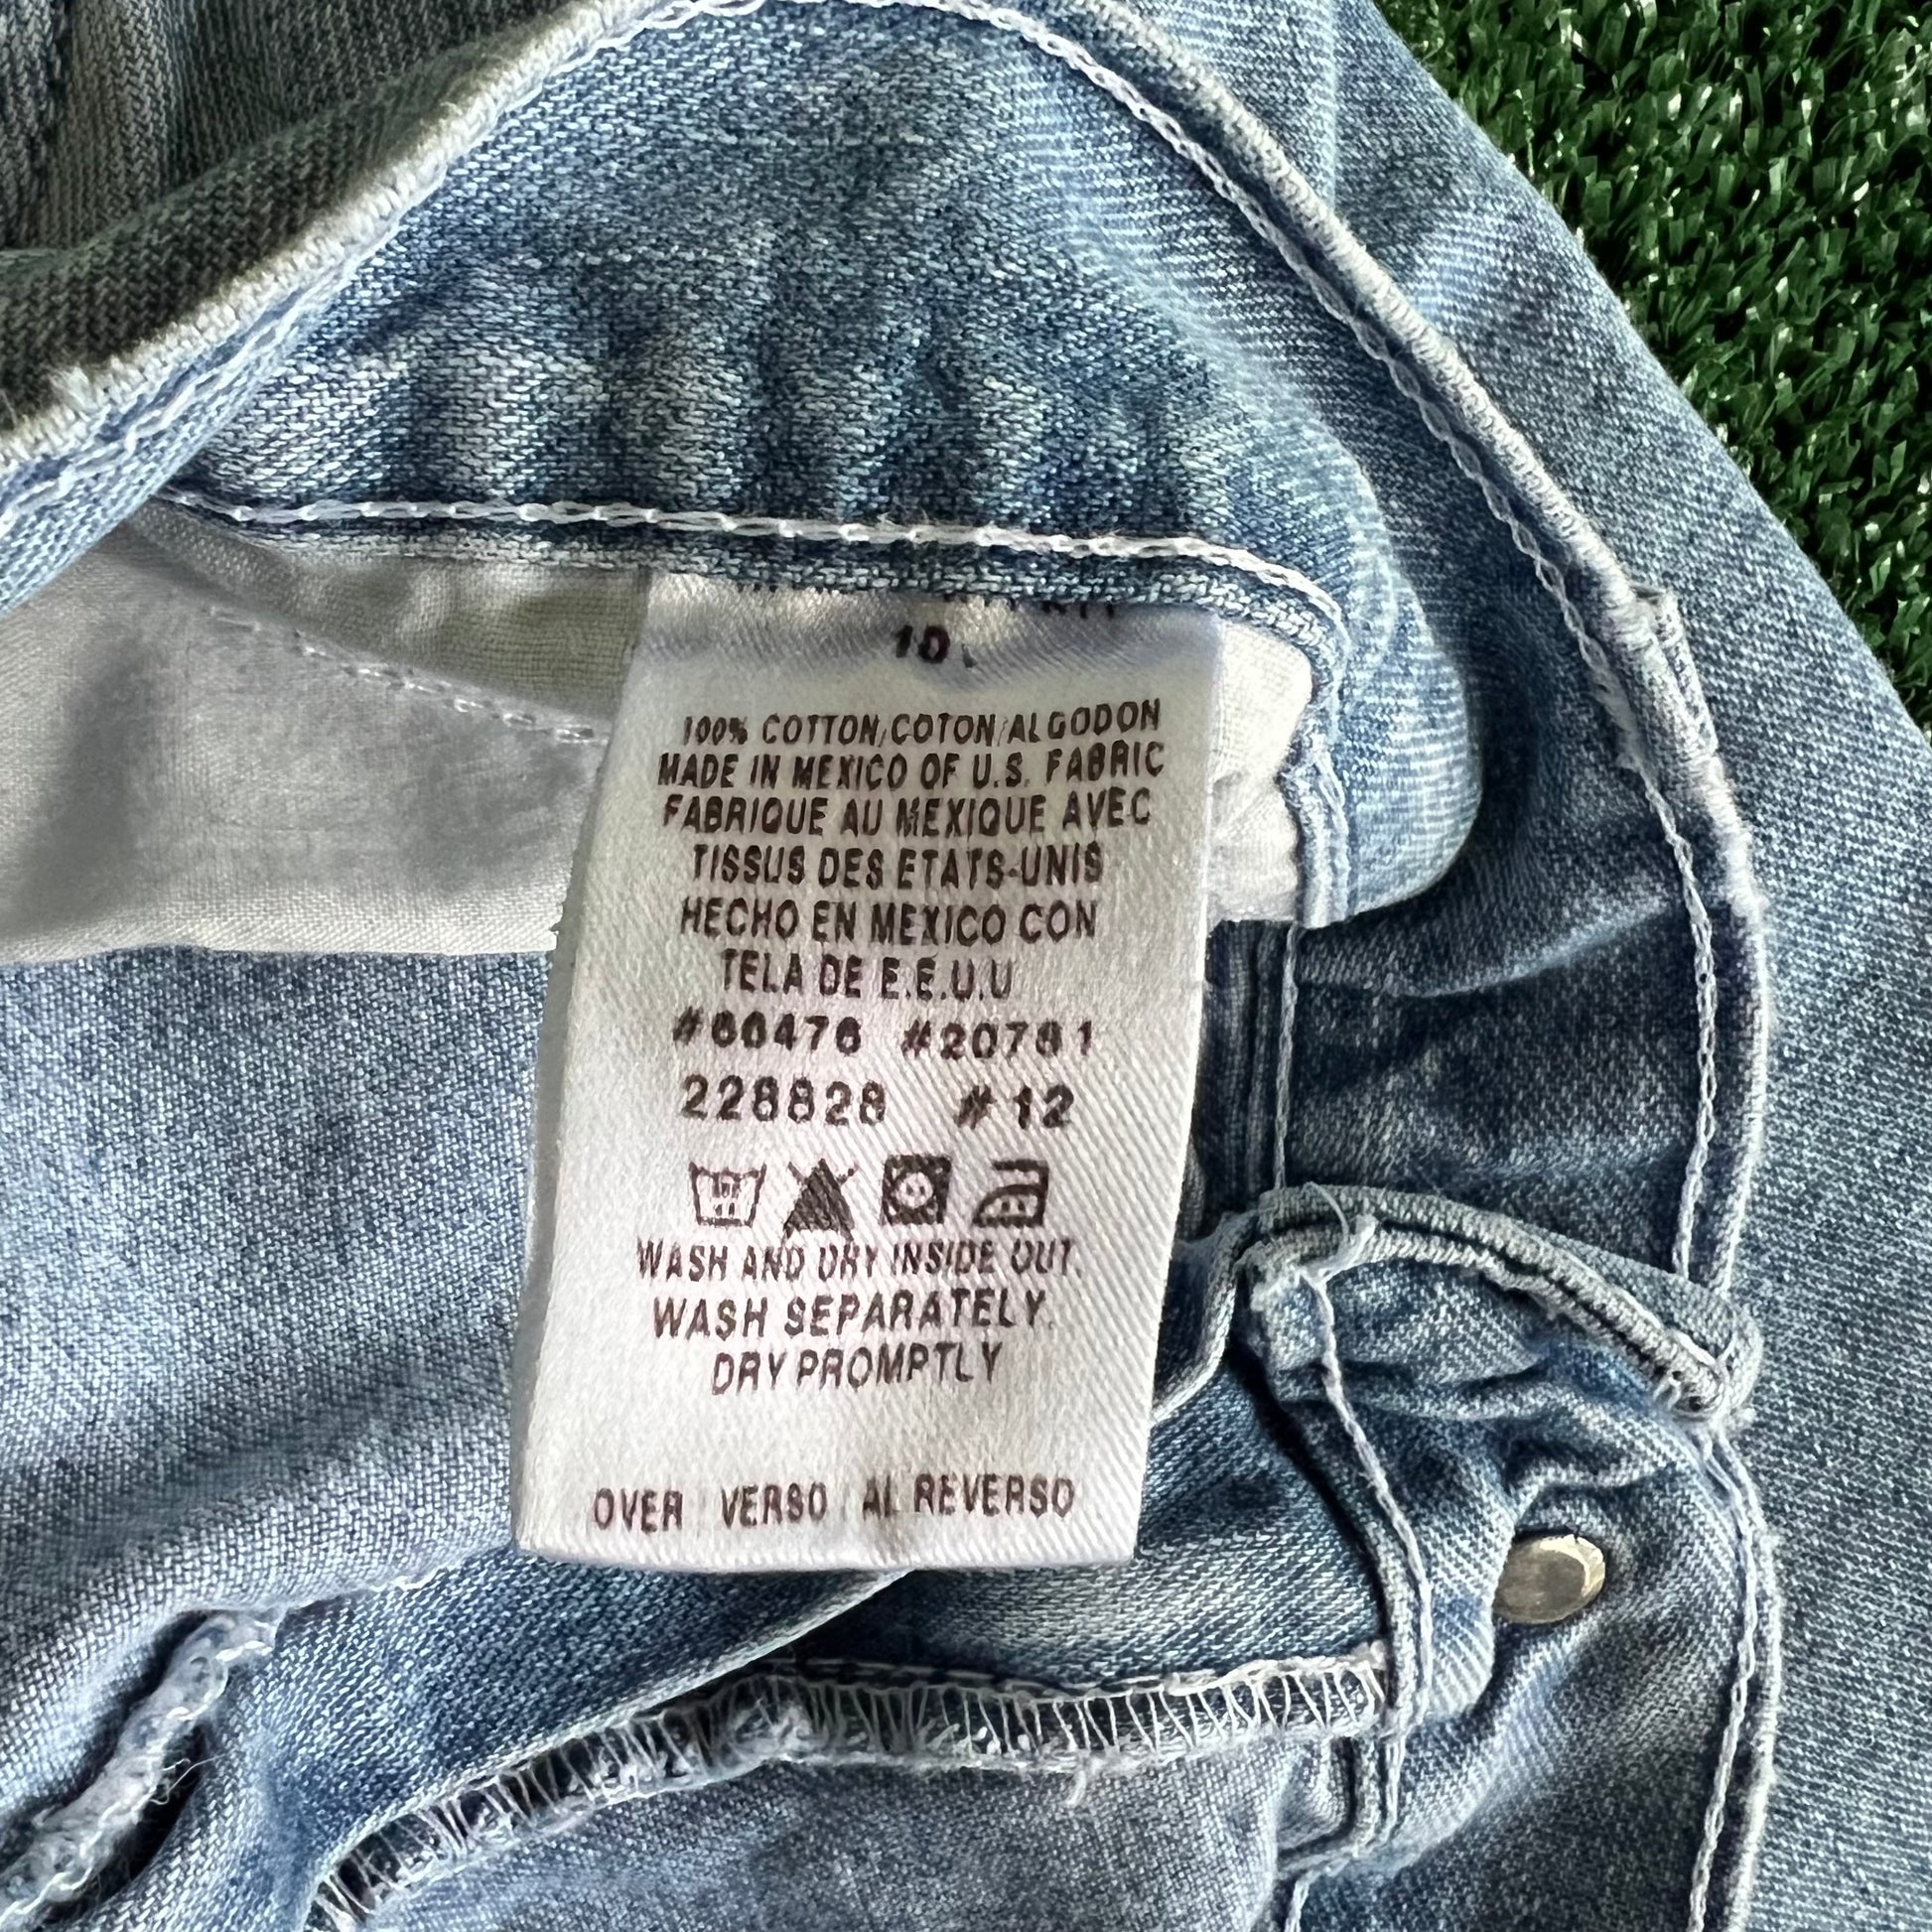 10
100% COTTON/COTON/ALGODON
MADE IN MEXICO OF U.S. FABRIC
FABRIQUE AU MEXIQUE AVEC
TISSUS DES ETATS-UNIS
HECHO EN MEXICO CON
TELA DE E.E.U.U
#66476 #20781
228828 #12
WASH AND DRY INSIDE OUT.
WASH SEPARATELY.
DRY PROMPTLY
OVER / VERSO / AL REVERSO